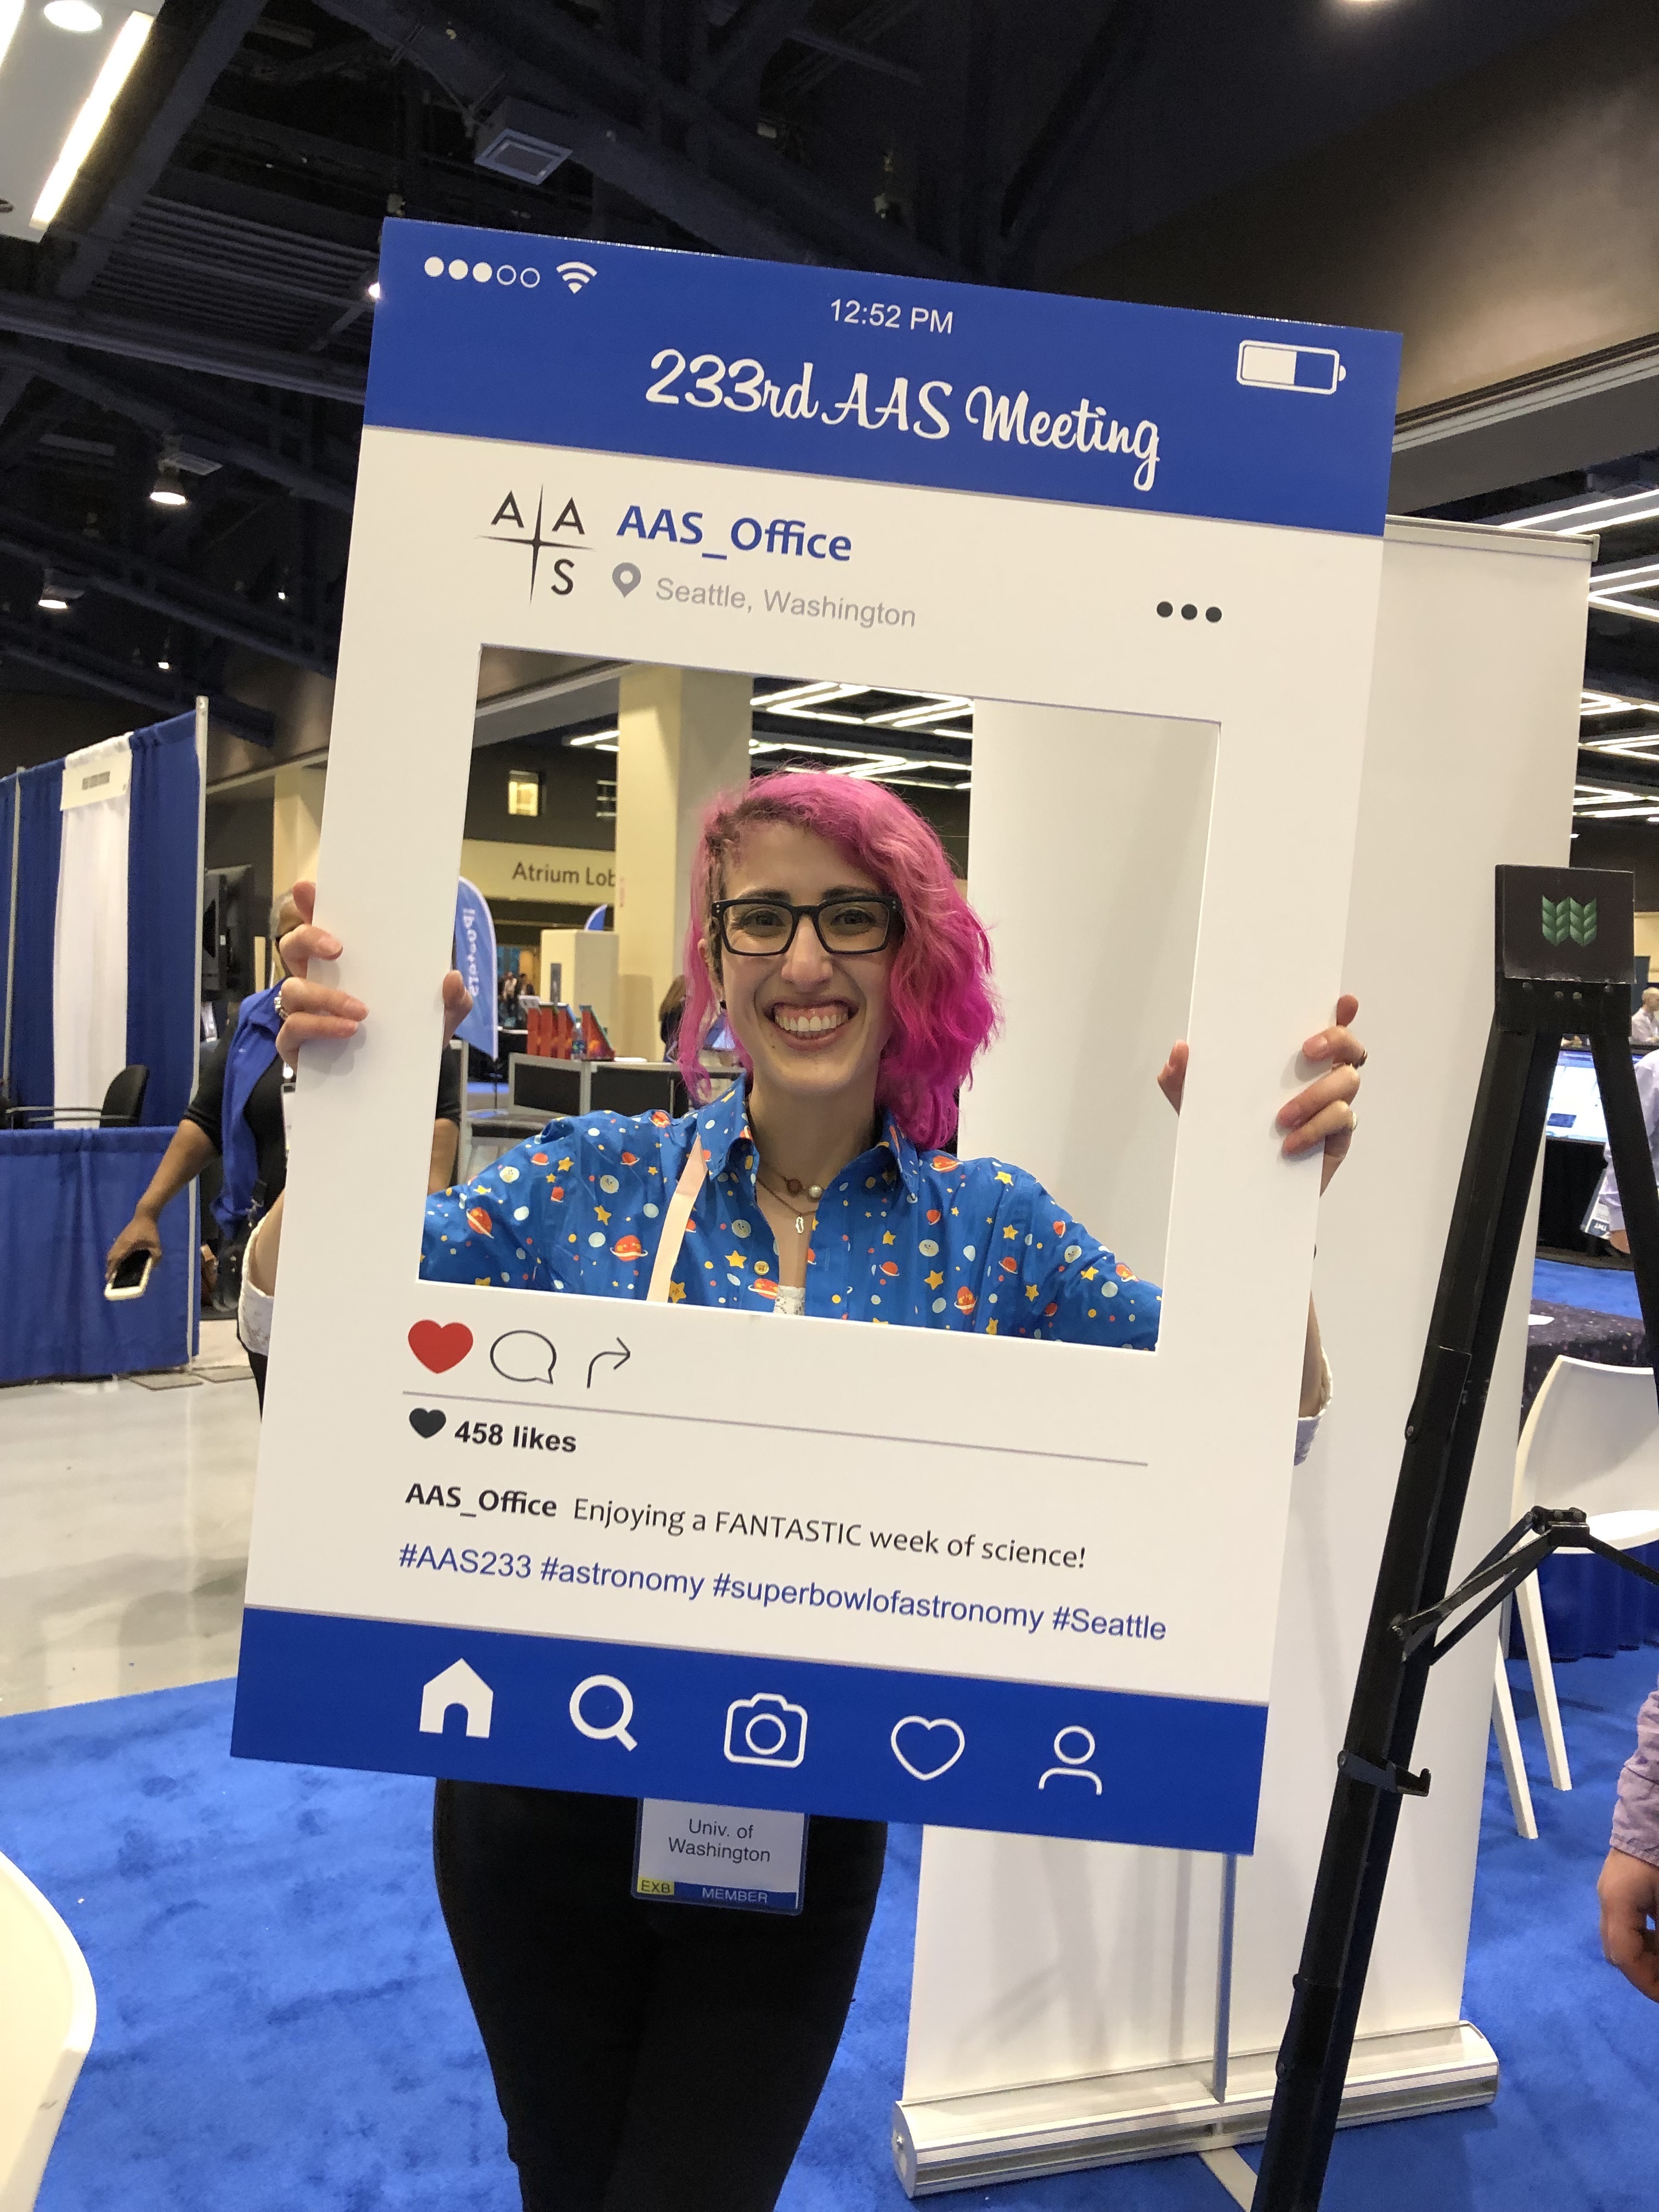 12:52 PM
233rd AAS Meeting
A A
S
AAS_Office
Seattle, Washington
Atrium Lob
458 likes
AAS_Office Enjoying a FANTASTIC week of science!
#AAS233 #astronomy #superbowlofastronomy #Seattle
Univ. of
Washington
EXB MEMBER